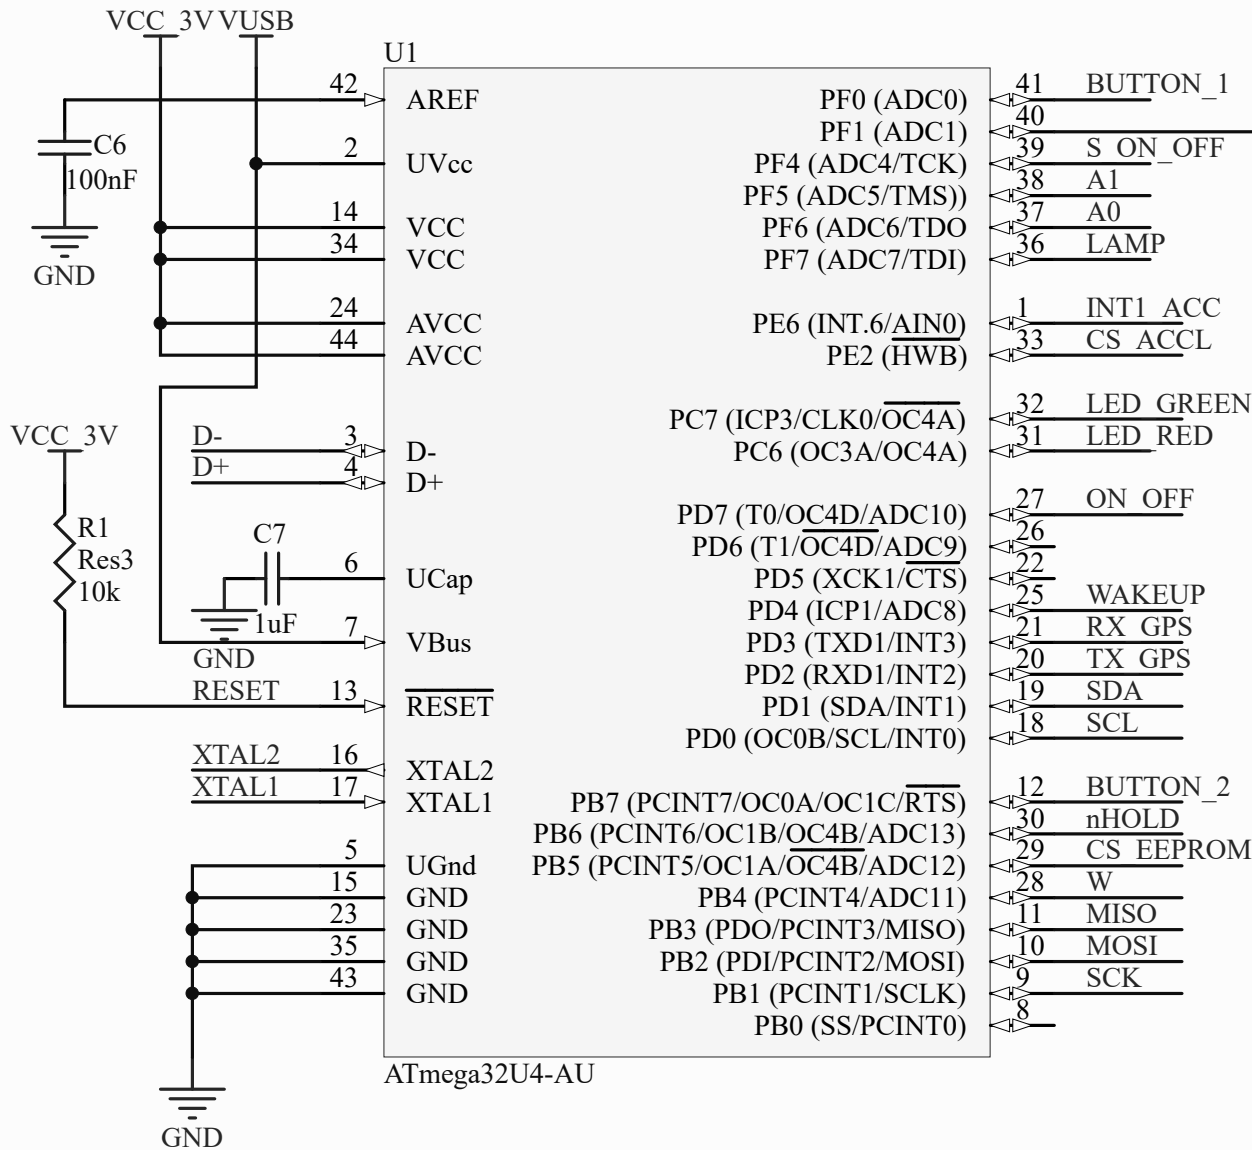 VCC_3V VUSB
U1
42 AREF PF0 (ADC0) 41 BUTTON_1
PF1 (ADC1) 40
C6
100nF
GND
2 UVcc PF4 (ADC4/TCK) 39 S_ON_OFF
PF5 (ADC5/TMS)) 38 A1
14 VCC PF6 (ADC6/TDO 37 A0
34 VCC PF7 (ADC7/TDI) 36 LAMP
24 AVCC PE6 (INT.6/AIN0) 1 INT1_ACC
44 AVCC PE2 (HWB) 33 CS_ACCL
PC7 (ICP3/CLK0/OC4A) 32 LED_GREEN
VCC_3V
D- 3 D- PC6 (OC3A/OC4A) 31 LED_RED
D+ 4 D+
R1
Res3
10k
PD7 (T0/OC4D/ADC10) 27 ON_OFF
PD6 (T1/OC4D/ADC9) 26
C7
1uF
GND
6 UCap PD5 (XCK1/CTS) 22
PD4 (ICP1/ADC8) 25 WAKEUP
7 VBus PD3 (TXD1/INT3) 21 RX_GPS
PD2 (RXD1/INT2) 20 TX_GPS
RESET 13 RESET PD1 (SDA/INT1) 19 SDA
PD0 (OC0B/SCL/INT0) 18 SCL
XTAL2 16 XTAL2
XTAL1 17 XTAL1 PB7 (PCINT7/OC0A/OC1C/RTS) 12 BUTTON_2
PB6 (PCINT6/OC1B/OC4B/ADC13) 30 nHOLD
5 UGnd PB5 (PCINT5/OC1A/OC4B/ADC12) 29 CS_EEPROM
15 GND PB4 (PCINT4/ADC11) 28 W
23 GND PB3 (PDO/PCINT3/MISO) 11 MISO
35 GND PB2 (PDI/PCINT2/MOSI) 10 MOSI
43 GND PB1 (PCINT1/SCLK) 9 SCK
PB0 (SS/PCINT0) 8
ATmega32U4-AU
GND